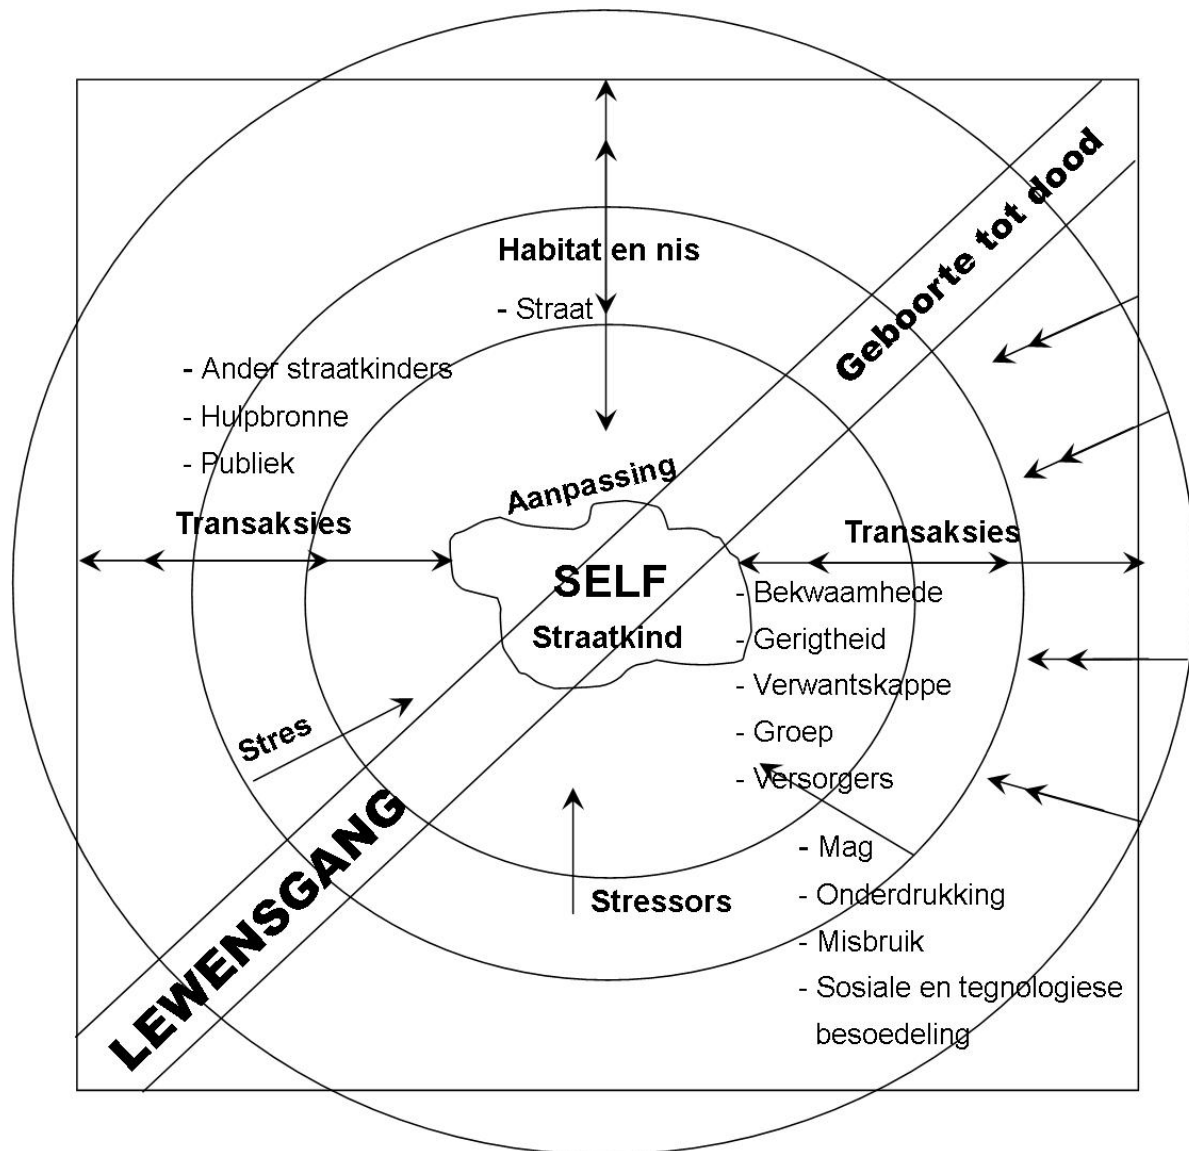 Geboorte tot dood
Habitat en nis
- Straat
- Ander straatkinders
- Hulpbronne
- Publiek
Aanpassing
Transaksies
Transaksies
SELF
Straatkind
- Bekwaamhede
- Gerigtheid
- Verwantskappe
- Groep
- Versorgers
Stres
LEWENSGANG
Stressors
- Mag
- Onderdrukking
- Misbruik
- Sosiale en tegnologiese
besoedeling